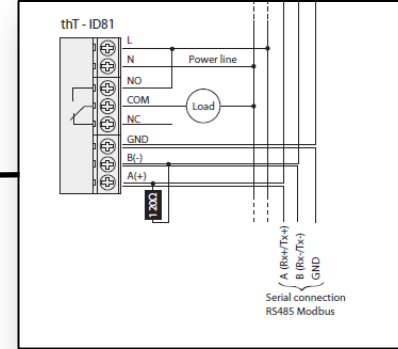 thT - ID81
L
N
Power line
NO
COM
Load
NC
GND
B(-)
A(+)
120Ω
A (Rx+/Tx+)
B (Rx-/Tx-)
GND
Serial connection
RS485 Modbus